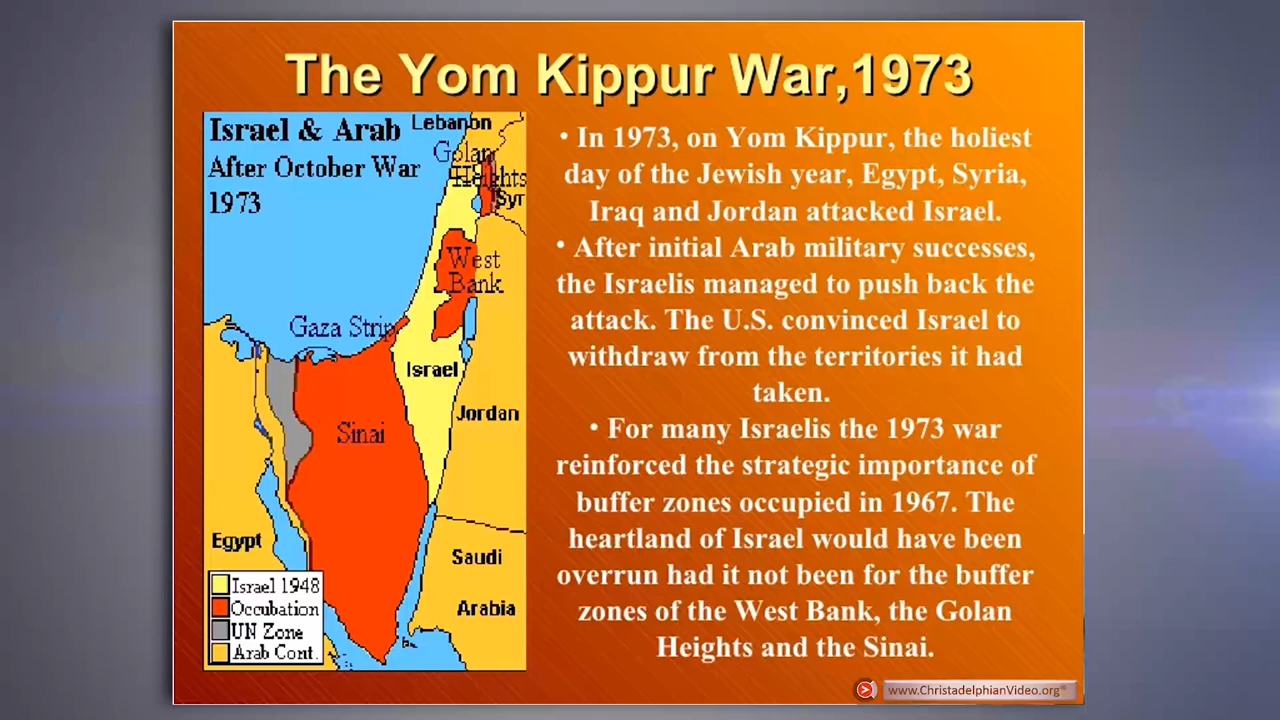 The Yom Kippur War,1973
Israel & Arab
After October War
1973
Lebanon
Golan
Heights
Syr
West
Bank
Gaza Strip
Israel
Jordan
Sinai
Egypt
Saudi
Arabia
Israel 1948
Occubation
UN Zone
Arab Cont.
• In 1973, on Yom Kippur, the holiest
day of the Jewish year, Egypt, Syria,
Iraq and Jordan attacked Israel.
• After initial Arab military successes,
the Israelis managed to push back the
attack. The U.S. convinced Israel to
withdraw from the territories it had
taken.
• For many Israelis the 1973 war
reinforced the strategic importance of
buffer zones occupied in 1967. The
heartland of Israel would have been
overrun had it not been for the buffer
zones of the West Bank, the Golan
Heights and the Sinai.
www.ChristadelphianVideo.org®